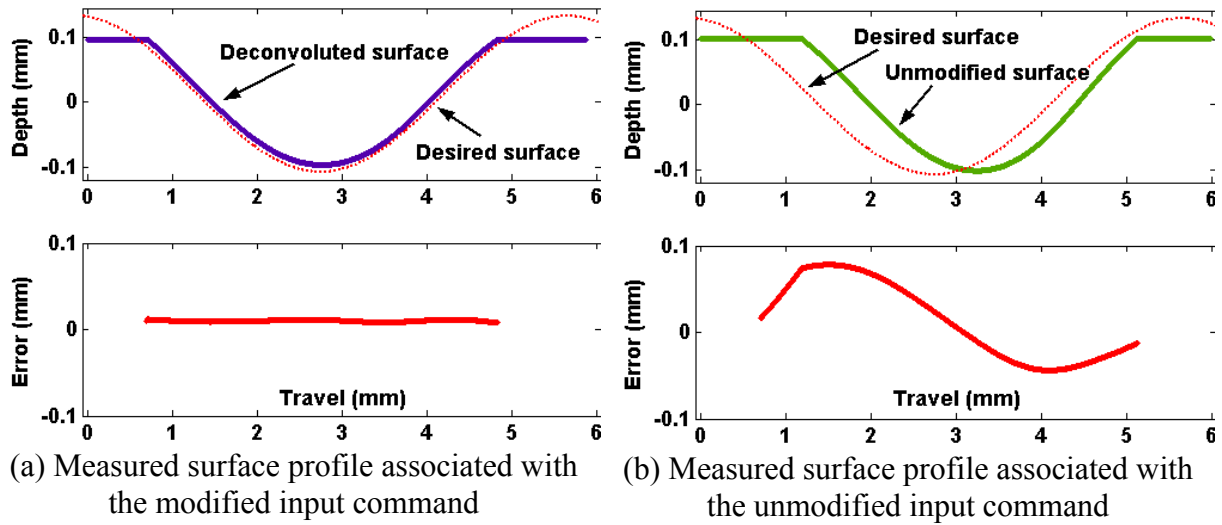 0.1
0
-0.1
Depth (mm)
Deconvoluted surface
Desired surface
0 1 2 3 4 5 6
0.1
0
-0.1
Error (mm)
Travel (mm)
0 1 2 3 4 5 6
(a) Measured surface profile associated with
the modified input command
0.1
0
-0.1
Depth (mm)
Desired surface
Unmodified surface
0 1 2 3 4 5 6
0.1
0
-0.1
Error (mm)
Travel (mm)
0 1 2 3 4 5 6
(b) Measured surface profile associated with
the unmodified input command